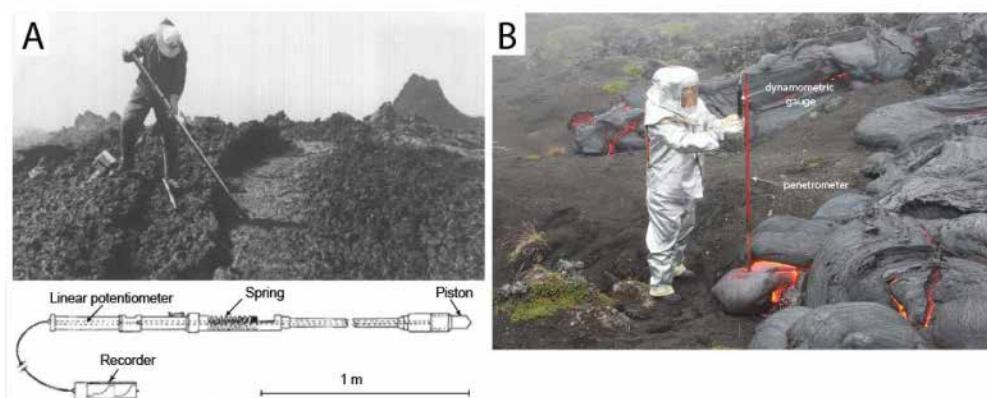 A
Linear potentiometer
Spring
Piston
Recorder
1 m
B
dynamometric
gauge
penetrometer